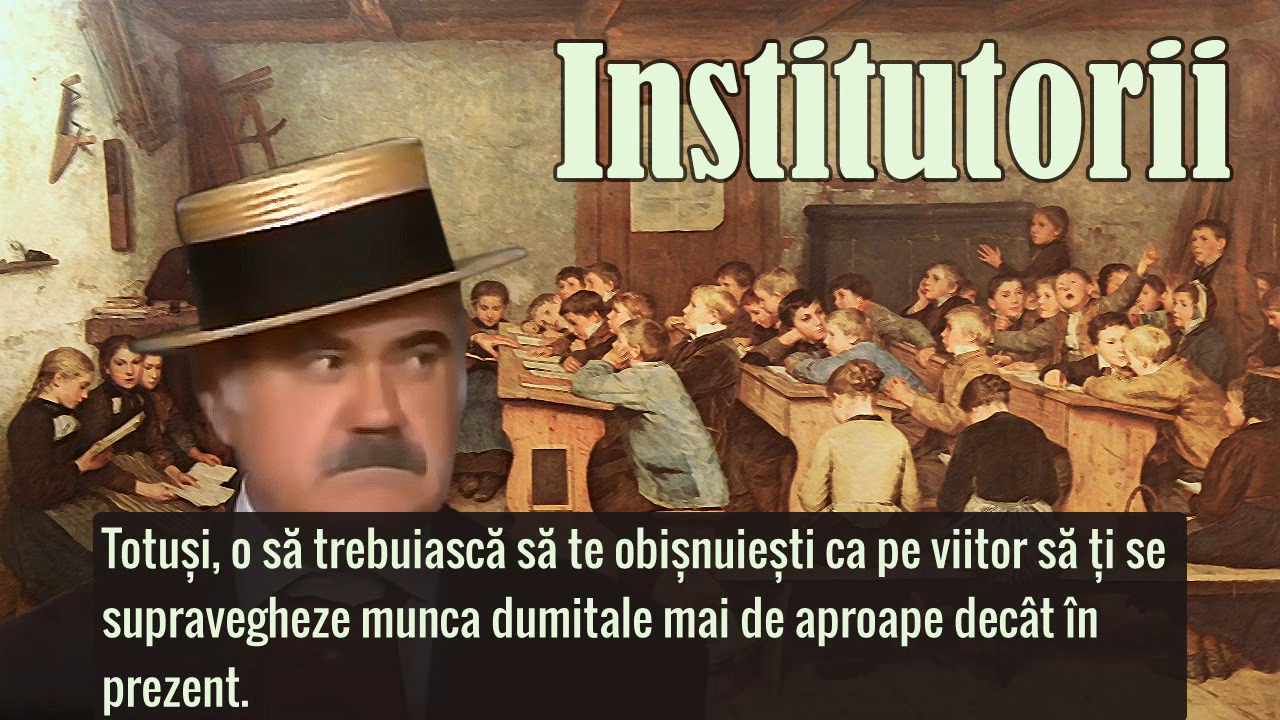 Institutorii
Totuși, o să trebuiască să te obișnuiești ca pe viitor să ți se
supravegheze munca dumitale mai de aproape decât în
prezent.